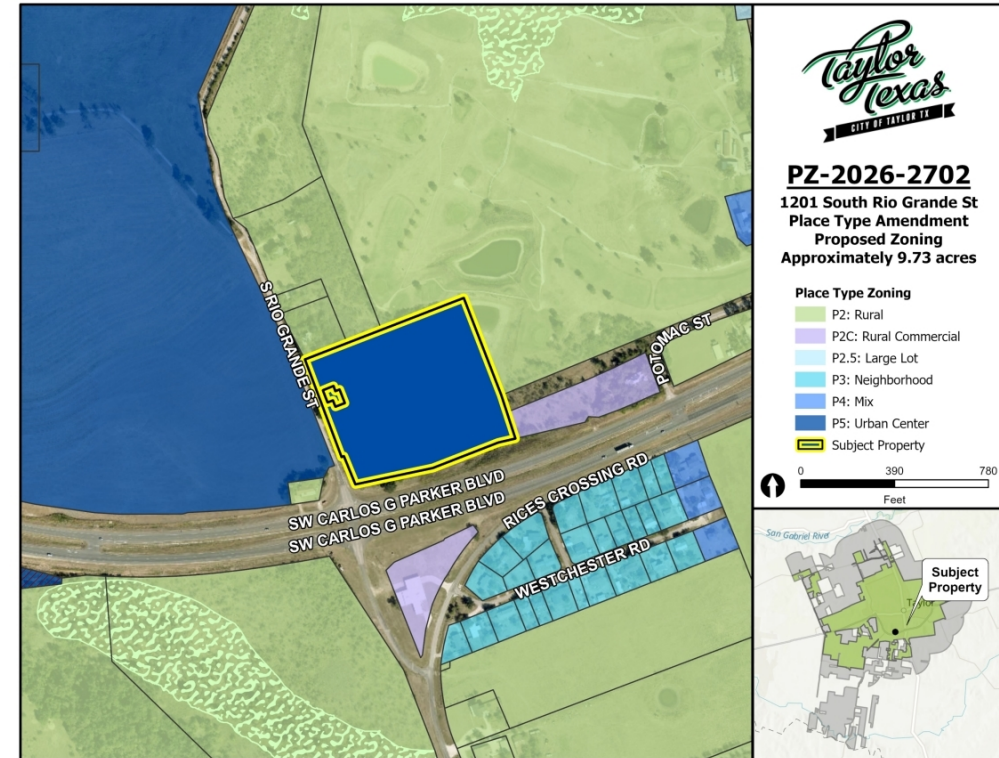 S RIO GRANDE ST
POTOMAC ST
SW CARLOS G PARKER BLVD
SW CARLOS G PARKER BLVD
RICES CROSSING RD
WESTCHESTER RD
Taylor
Texas
CITY OF TAYLOR TX
PZ-2026-2702
1201 South Rio Grande St
Place Type Amendment
Proposed Zoning
Approximately 9.73 acres
Place Type Zoning
P2: Rural
P2C: Rural Commercial
P2.5: Large Lot
P3: Neighborhood
P4: Mix
P5: Urban Center
Subject Property
0 390 780
Feet
San Gabriel River
Subject
Property
Taylor